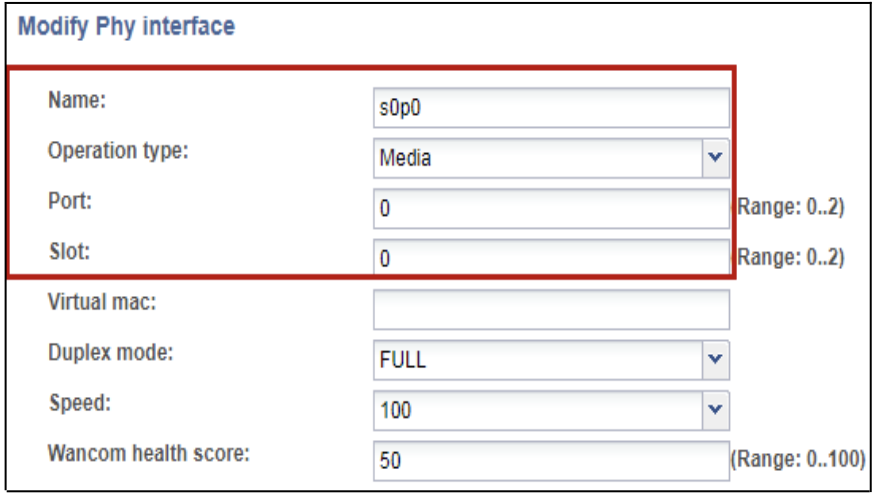 Modify Phy interface
Name: s0p0
Operation type: Media
Port: 0 (Range: 0..2)
Slot: 0 (Range: 0..2)
Virtual mac:
Duplex mode: FULL
Speed: 100
Wancom health score: 50 (Range: 0..100)